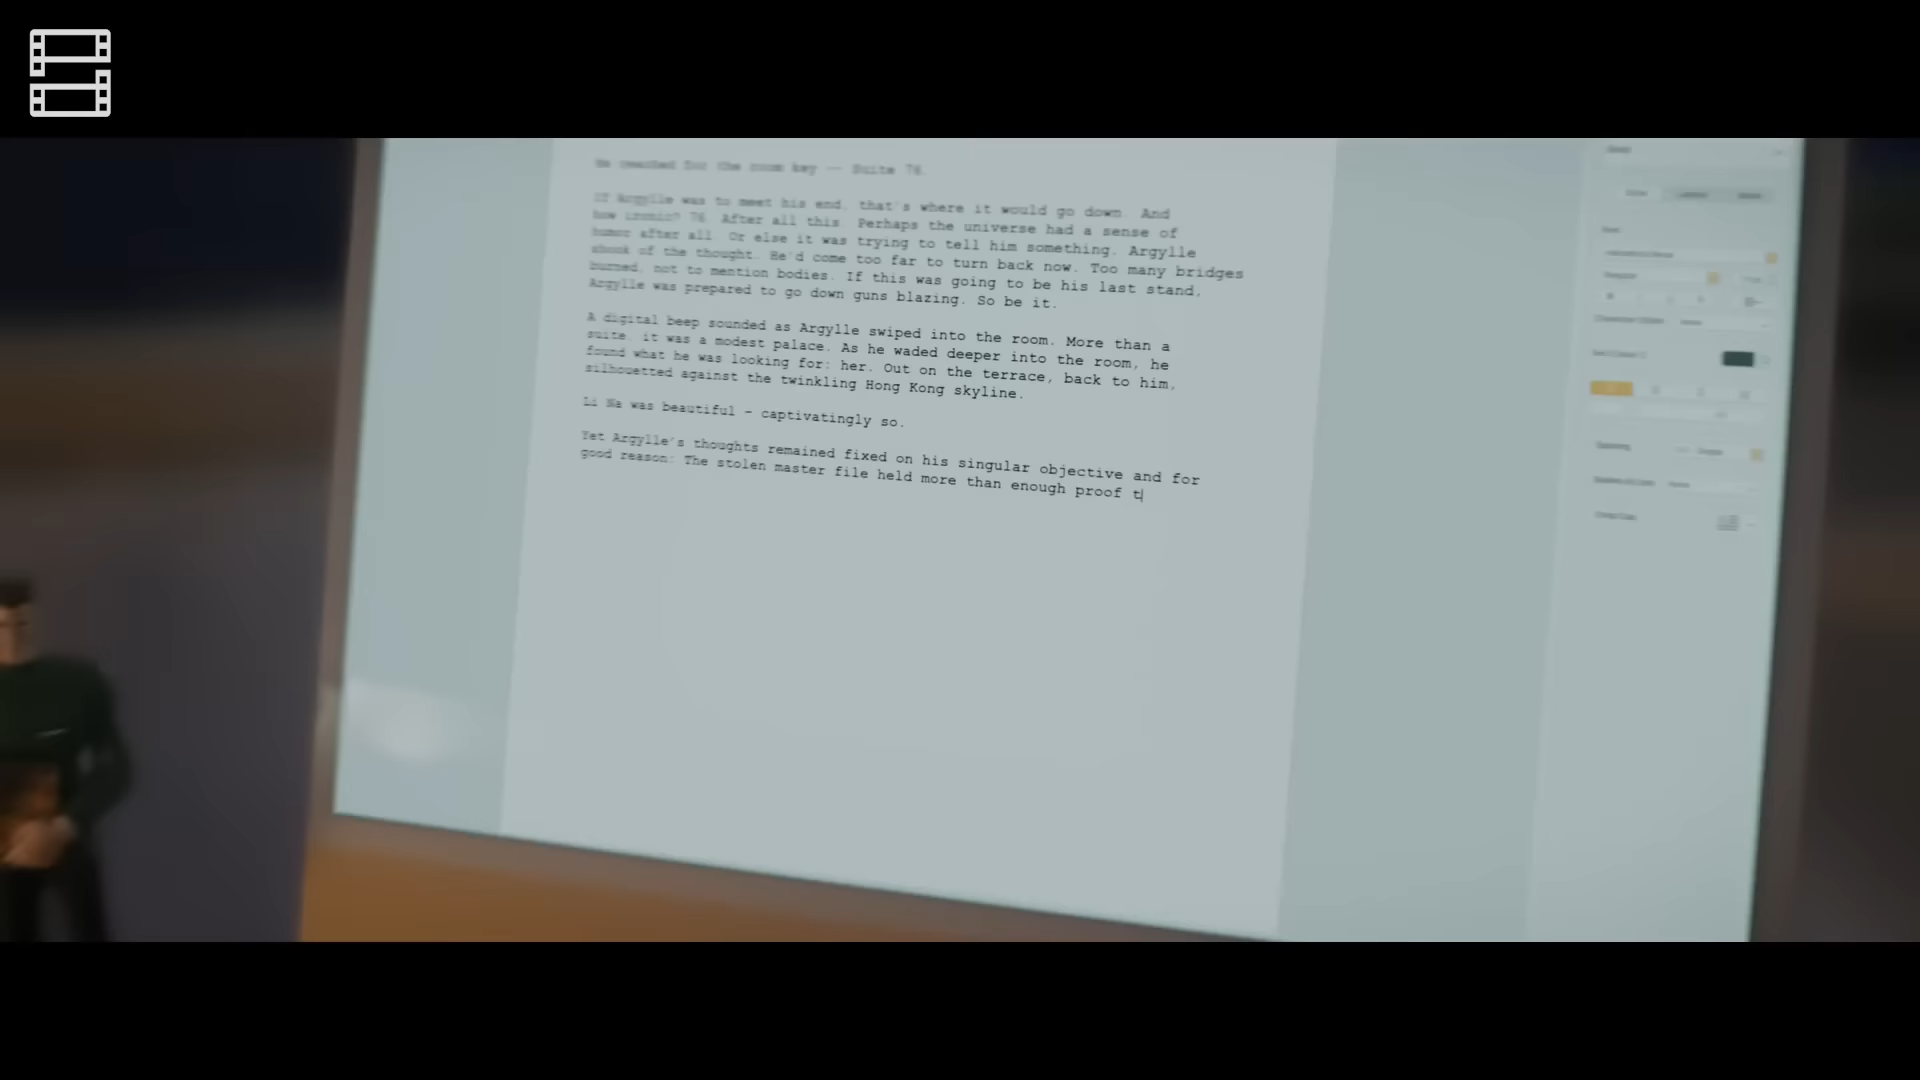 He reached for the room key -- Suite 76.
If Argylle was to meet his end, that's where it would go down. And
how ironic? 76. After all this. Perhaps the universe had a sense of
humor after all. Or else it was trying to tell him something. Argylle
shook of the thought. He'd come too far to turn back now. Too many bridges
burned, not to mention bodies. If this was going to be his last stand,
Argylle was prepared to go down guns blazing. So be it.
A digital beep sounded as Argylle swiped into the room. More than a
suite, it was a modest palace. As he waded deeper into the room, he
found what he was looking for: her. Out on the terrace, back to him,
silhouetted against the twinkling Hong Kong skyline.
Li Na was beautiful - captivatingly so.
Yet Argylle's thoughts remained fixed on his singular objective and for
good reason: The stolen master file held more than enough proof t